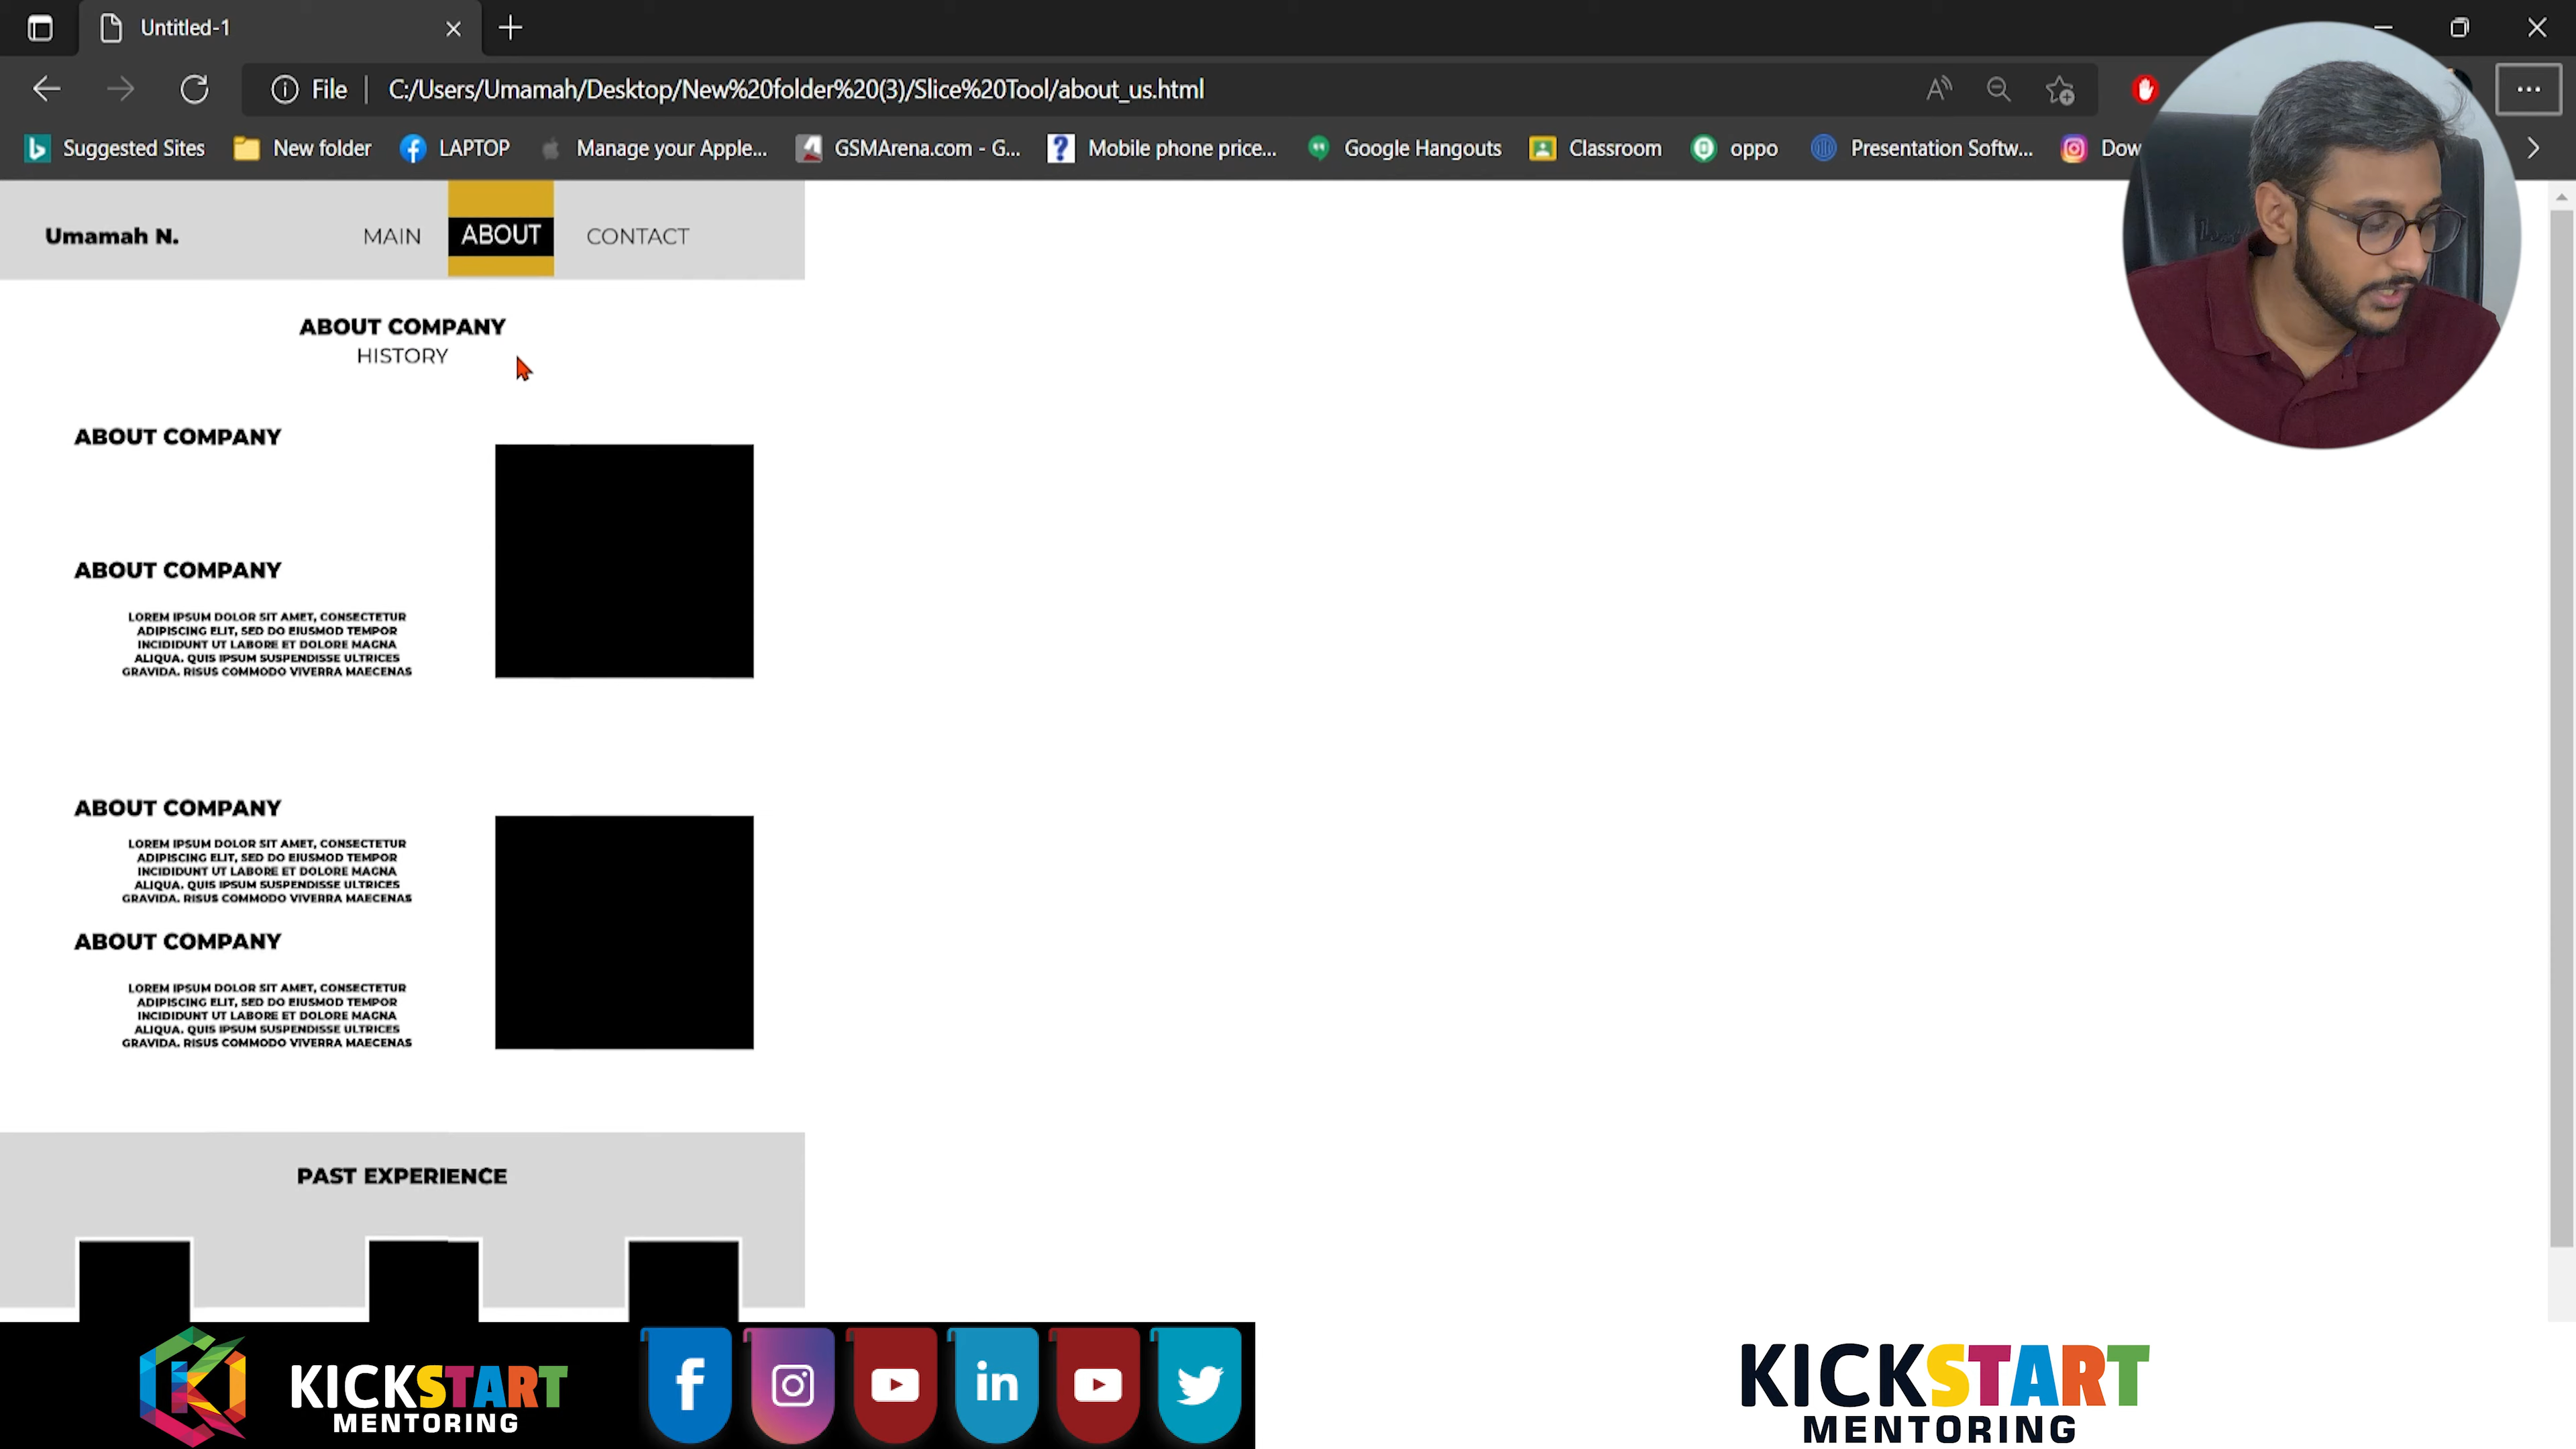 Untitled-1
File
C:/Users/Umamah/Desktop/New%20folder%20(3)/Slice%20Tool/about_us.html
Suggested Sites New folder LAPTOP Manage your Apple... GSMArena.com - G... Mobile phone price... Google Hangouts Classroom oppo Presentation Softw... Dow
Umamah N. MAIN ABOUT CONTACT
ABOUT COMPANY
HISTORY
ABOUT COMPANY
ABOUT COMPANY
LOREM IPSUM DOLOR SIT AMET, CONSECTETUR
ADIPISCING ELIT, SED DO EIUSMOD TEMPOR
INCIDIDUNT UT LABORE ET DOLORE MAGNA
ALIQUA. QUIS IPSUM SUSPENDISSE ULTRICES
GRAVIDA. RISUS COMMODO VIVERRA MAECENAS
ABOUT COMPANY
LOREM IPSUM DOLOR SIT AMET, CONSECTETUR
ADIPISCING ELIT, SED DO EIUSMOD TEMPOR
INCIDIDUNT UT LABORE ET DOLORE MAGNA
ALIQUA. QUIS IPSUM SUSPENDISSE ULTRICES
GRAVIDA. RISUS COMMODO VIVERRA MAECENAS
ABOUT COMPANY
LOREM IPSUM DOLOR SIT AMET, CONSECTETUR
ADIPISCING ELIT, SED DO EIUSMOD TEMPOR
INCIDIDUNT UT LABORE ET DOLORE MAGNA
ALIQUA. QUIS IPSUM SUSPENDISSE ULTRICES
GRAVIDA. RISUS COMMODO VIVERRA MAECENAS
PAST EXPERIENCE
KICKSTART
MENTORING
KICKSTART
MENTORING